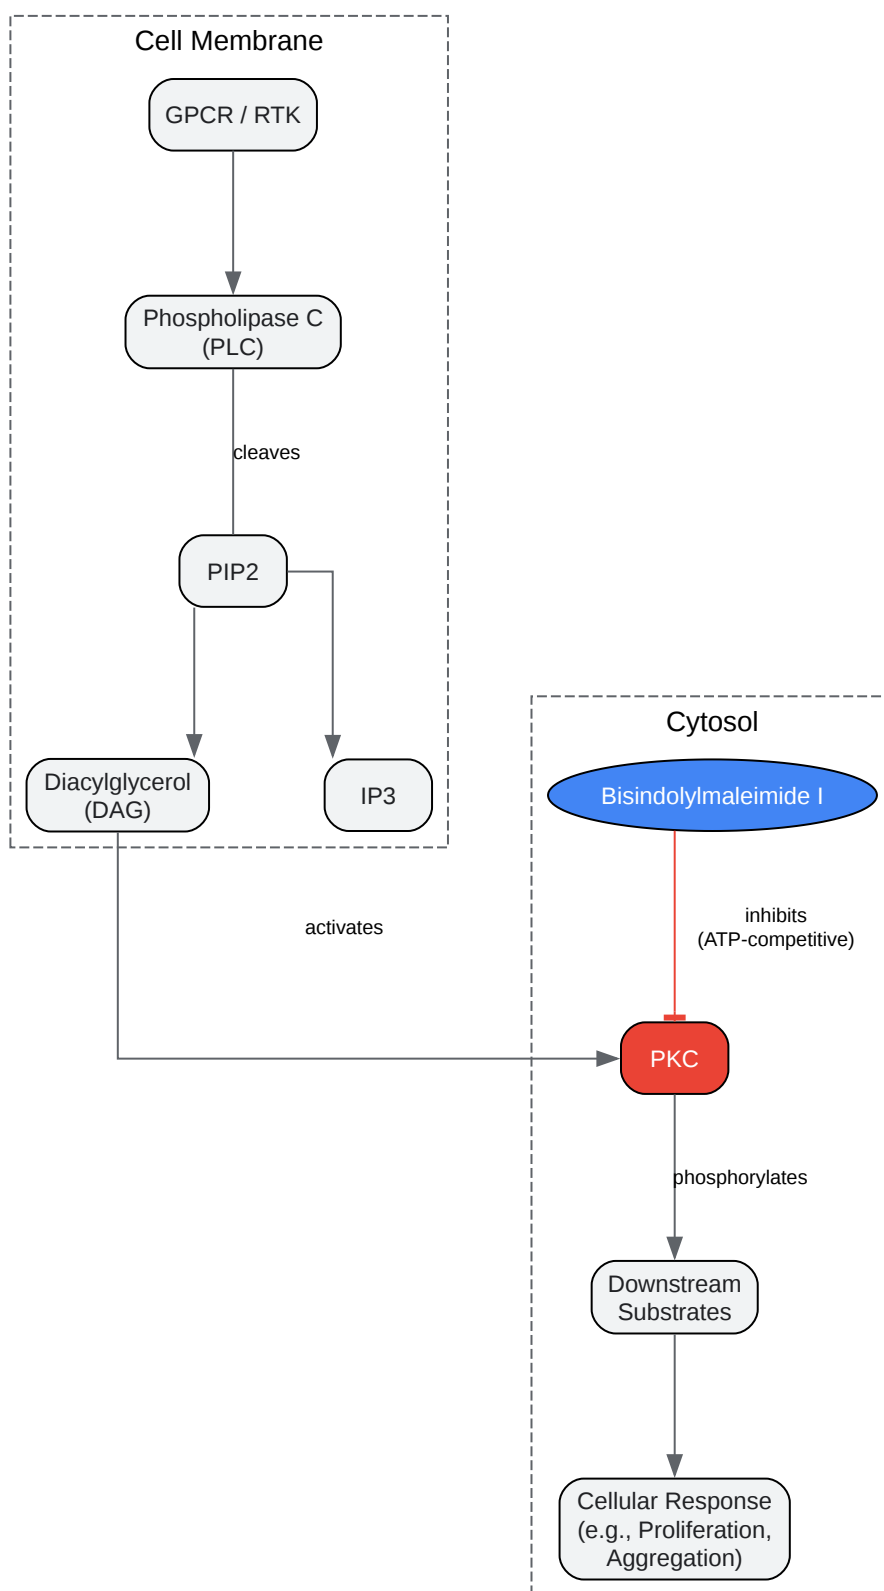 Cell Membrane
GPCR / RTK
Phospholipase C
(PLC)
cleaves
PIP2
Diacylglycerol
(DAG)
IP3
activates
Cytosol
Bisindolylmaleimide I
inhibits
(ATP-competitive)
PKC
phosphorylates
Downstream
Substrates
Cellular Response
(e.g., Proliferation,
Aggregation)